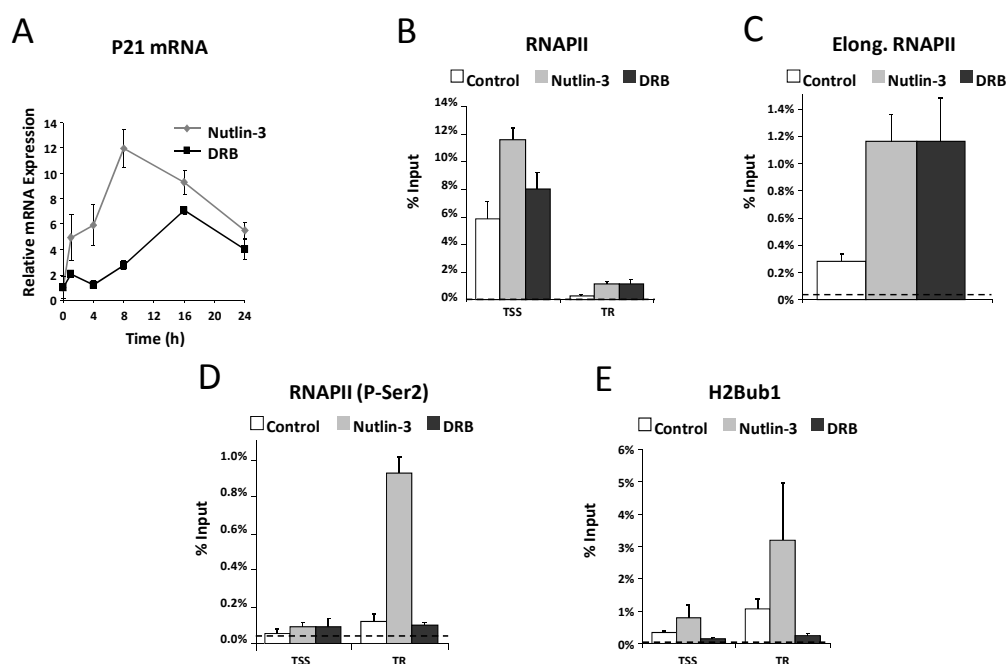 A
P21 mRNA
Relative mRNA Expression
14
12
10
8
6
4
2
0
Nutlin-3
DRB
0 4 8 12 16 20 24
Time (h)
B
RNAPII
Control Nutlin-3 DRB
% Input
14%
12%
10%
8%
6%
4%
2%
0%
TSS TR
C
Elong. RNAPII
Control Nutlin-3 DRB
% Input
1.4%
1.2%
1.0%
0.8%
0.6%
0.4%
0.2%
0.0%
D
RNAPII (P-Ser2)
Control Nutlin-3 DRB
% Input
1.0%
0.8%
0.6%
0.4%
0.2%
0.0%
TSS TR
E
H2Bub1
Control Nutlin-3 DRB
% Input
6%
5%
4%
3%
2%
1%
0%
TSS TR